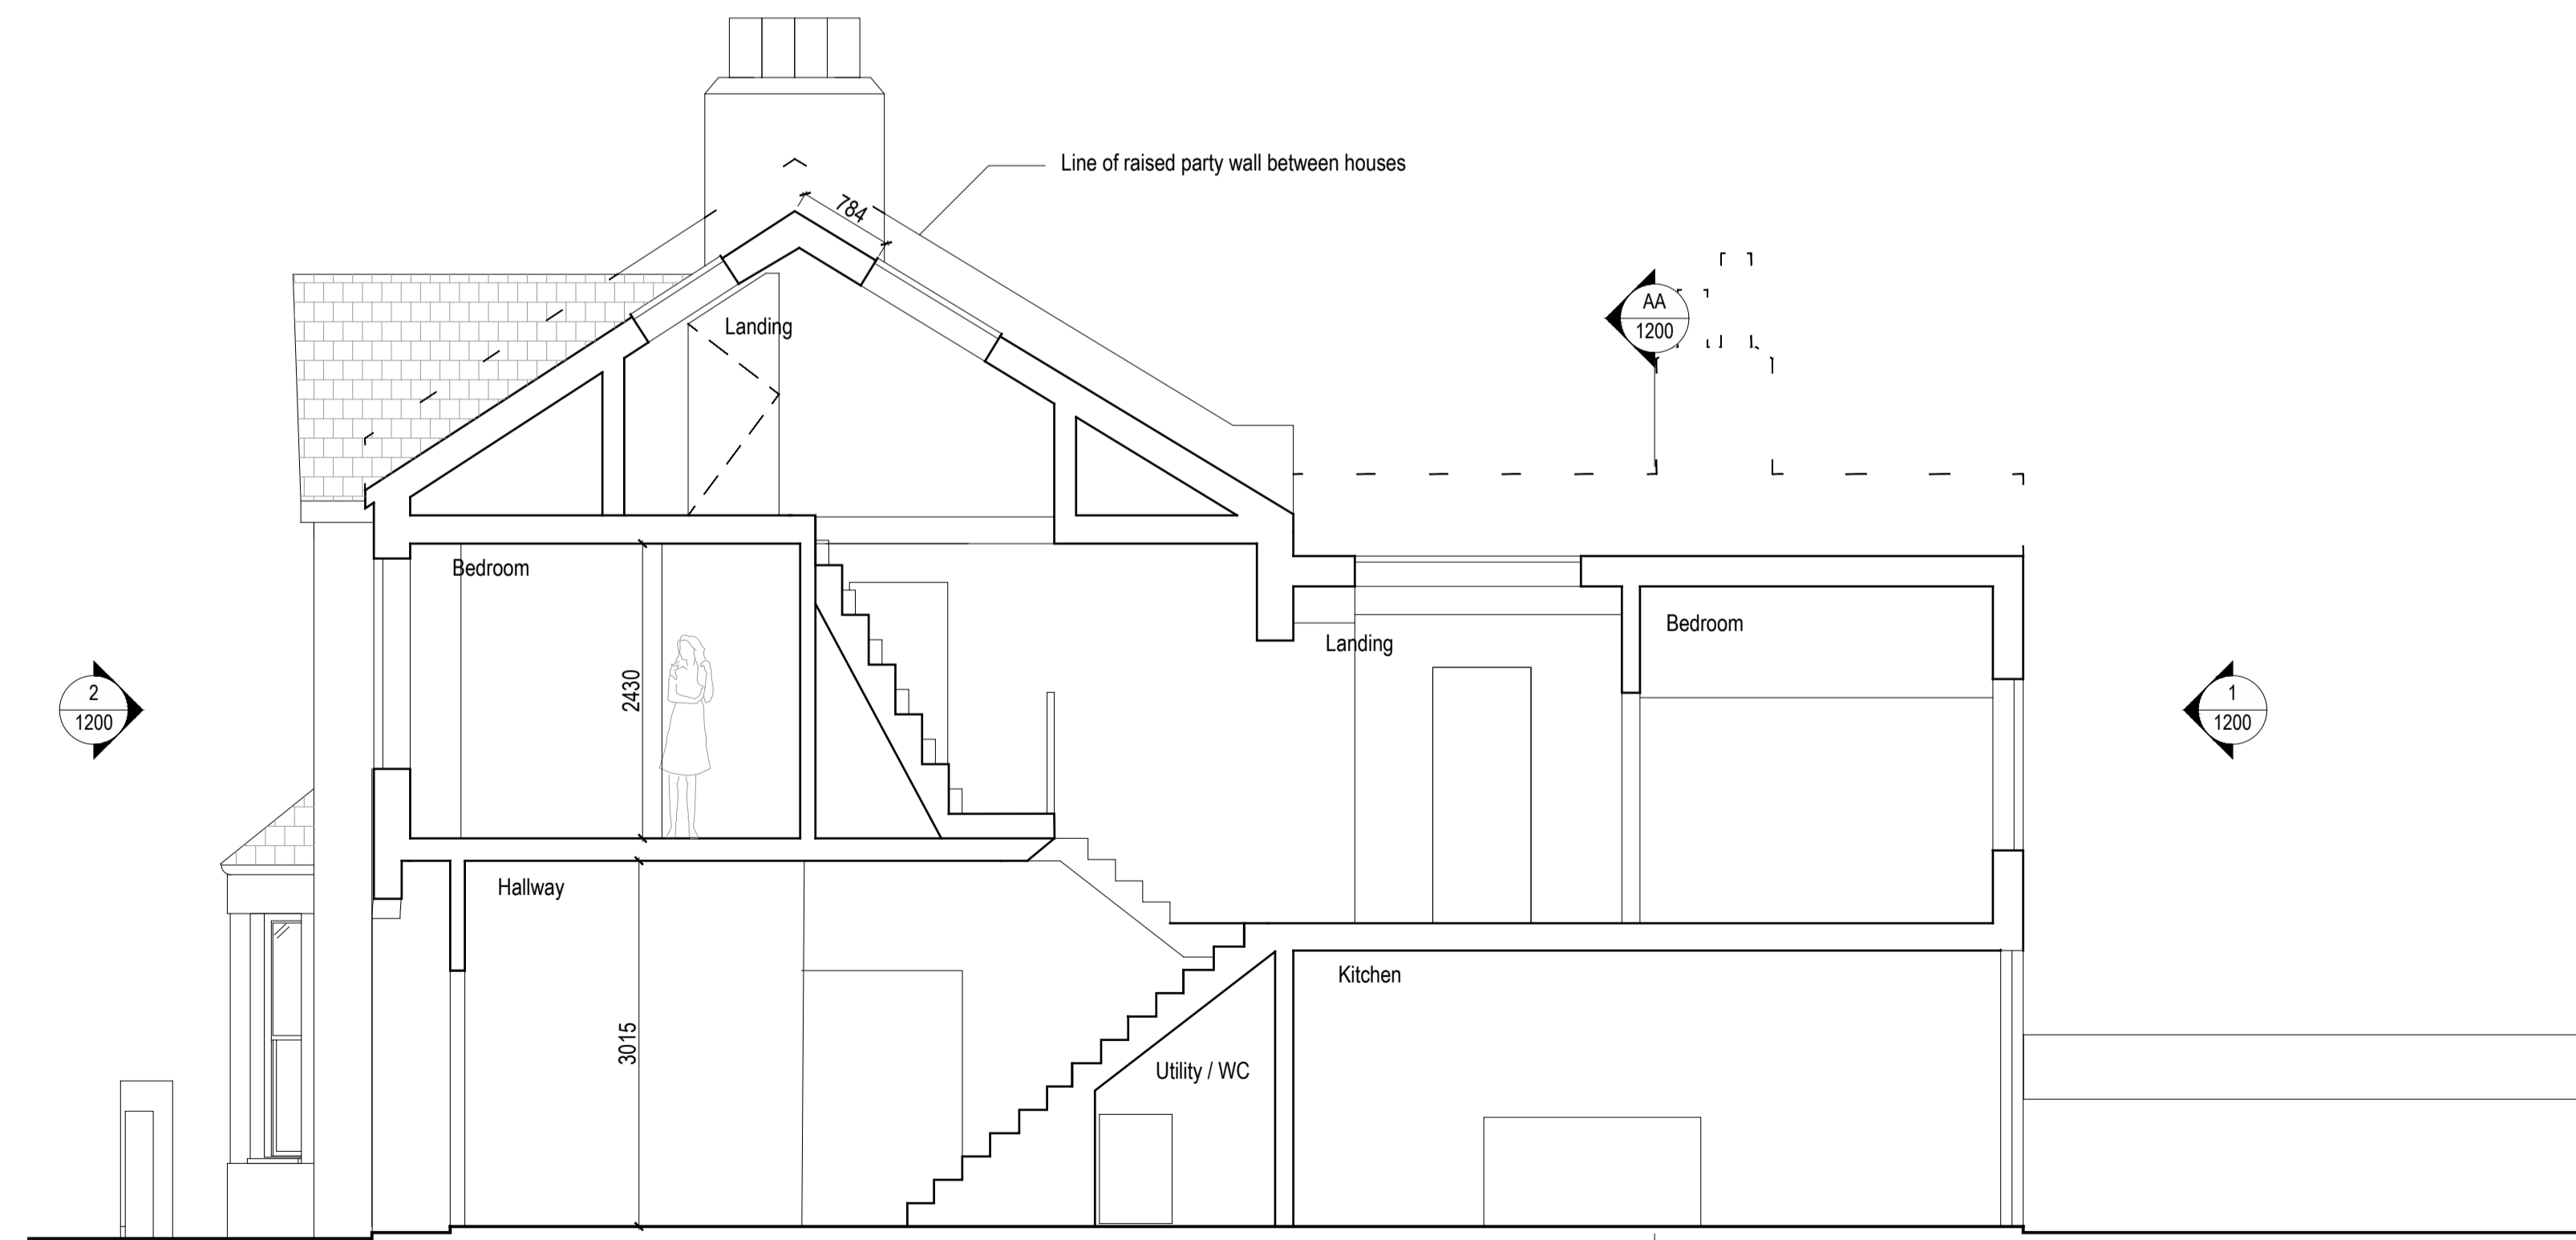 Line of raised party wall between houses
784
AA
1200
Landing
Bedroom
Bedroom
Landing
2430
2
1200
1
1200
Hallway
Kitchen
3015
Utility / WC